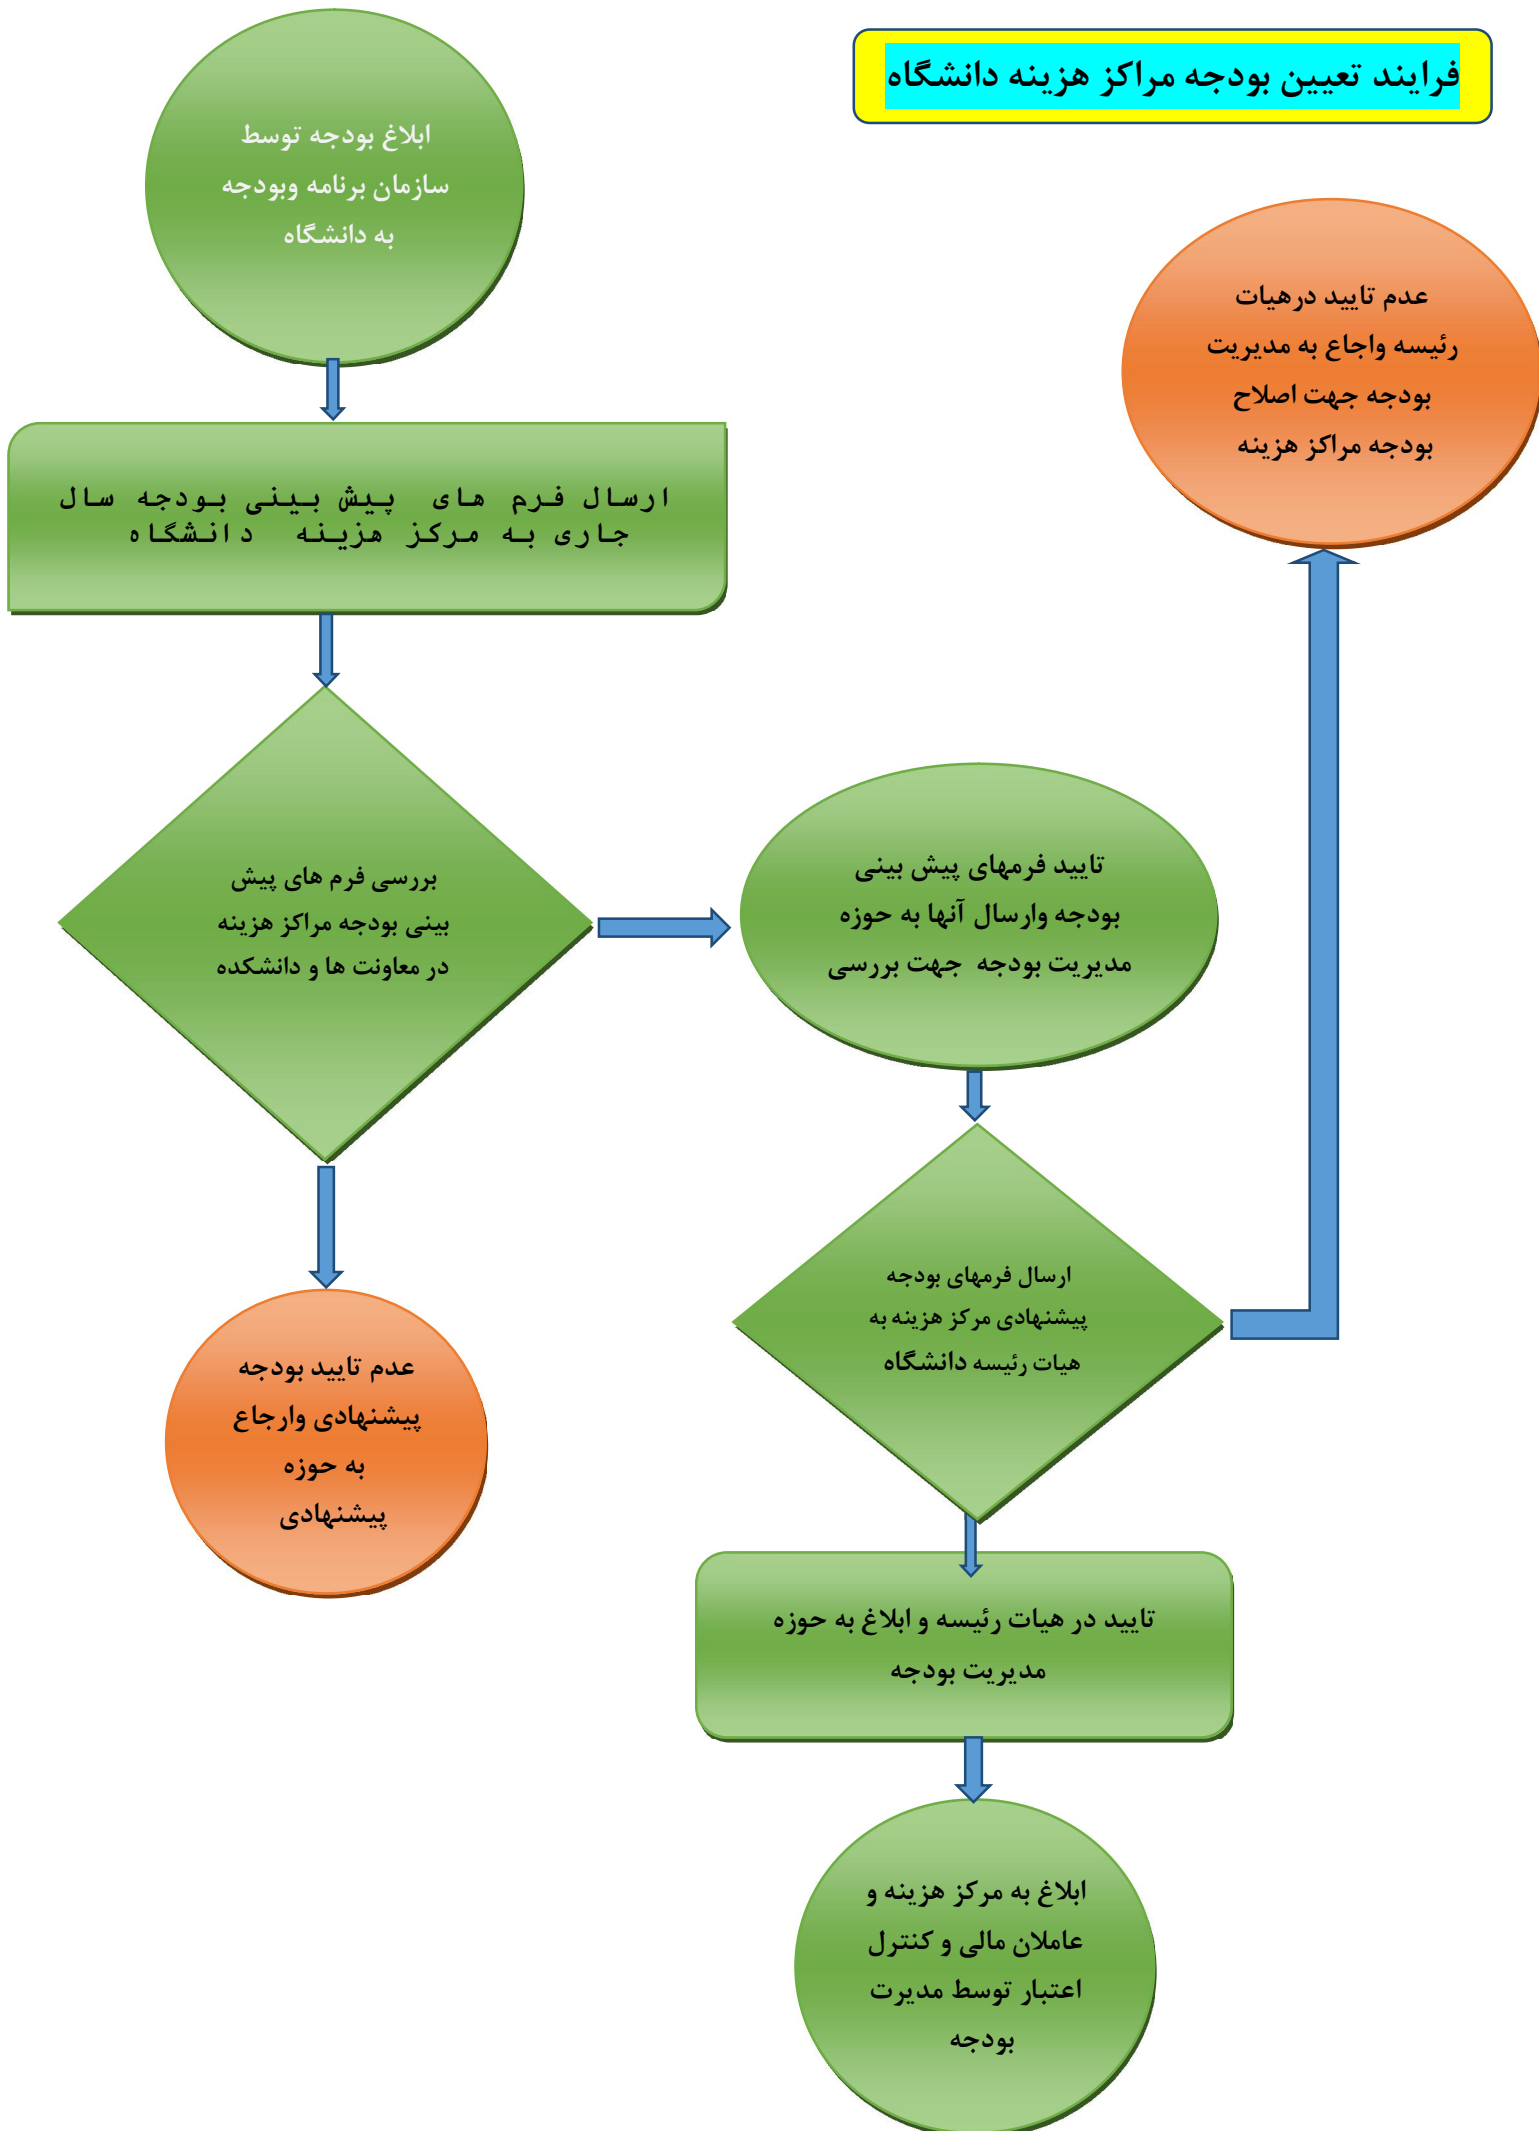 فرایند تعیین بودجه مراکز هزینه دانشگاه
ابلاغ بودجه توسط
سازمان برنامه وبودجه
به دانشگاه
ارسال فرم های پیش بینی بودجه سال
جاری به مرکز هزینه دانشگاه
بررسی فرم های پیش
بینی بودجه مراکز هزینه
در معاونت ها و دانشکده
عدم تایید بودجه
پیشنهادی وارجاع
به حوزه
پیشنهادی
تایید فرمهای پیش بینی
بودجه وارسال آنها به حوزه
مدیریت بودجه جهت بررسی
ارسال فرمهای بودجه
پیشنهادی مرکز هزینه به
هیات رئیسه دانشگاه
عدم تایید درهیات
رئیسه واجاع به مدیریت
بودجه جهت اصلاح
بودجه مراکز هزینه
تایید در هیات رئیسه و ابلاغ به حوزه
مدیریت بودجه
ابلاغ به مرکز هزینه و
عاملان مالی و کنترل
اعتبار توسط مدیرت
بودجه